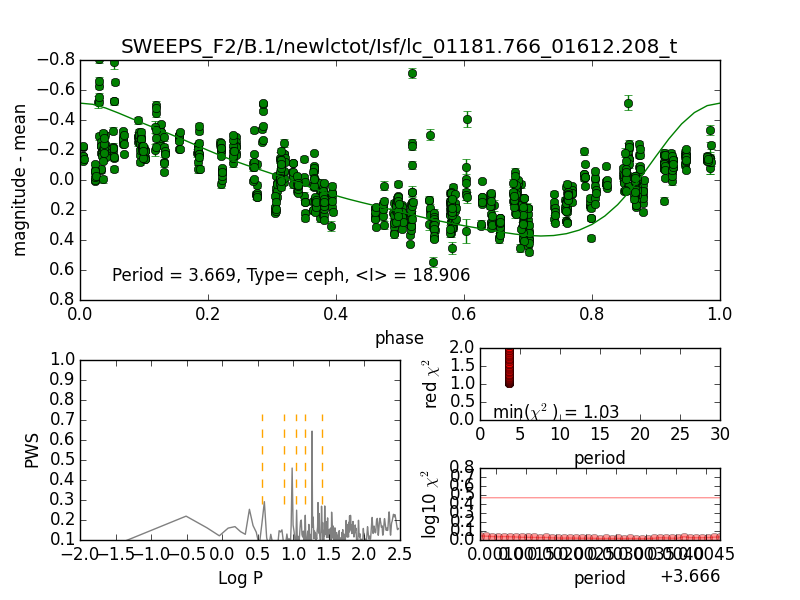 SWEEPS_F2/B.1/newlctot/Isf/lc_01181.766_01612.208_t
magnitude - mean
−0.8
−0.6
−0.4
−0.2
0.0
0.2
0.4
0.6
0.8
Period = 3.669, Type= ceph, <I> = 18.906
0.0 0.2 0.4 0.6 0.8 1.0
phase
PWS
1.0
0.9
0.8
0.7
0.6
0.5
0.4
0.3
0.2
0.1
−2.0 −1.5 −1.0 −0.5 0.0 0.5 1.0 1.5 2.0 2.5
Log P
red χ²
2.0
1.5
1.0
0.5
0.0
min(χ²) = 1.03
0 5 10 15 20 25 30
period
log10 χ²
0.8
0.7
0.6
0.5
0.4
0.3
0.2
0.1
0.0
period
+3.666